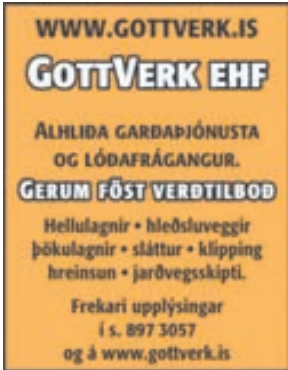 WWW.GOTTVERK.IS
GOTTVERK EHF
ALHLIÐA GARÐAÞJÓNUSTA
OG LÓÐAFRÁGANGUR.
GERUM FÖST VERÐTILBOÐ
Hellulagnir • hleðsluveggir
þökulagnir • sláttur • klipping
hreinsun • jarðvegsskipti.
Frekari upplýsingar
í s. 897 3057
og á www.gottverk.is